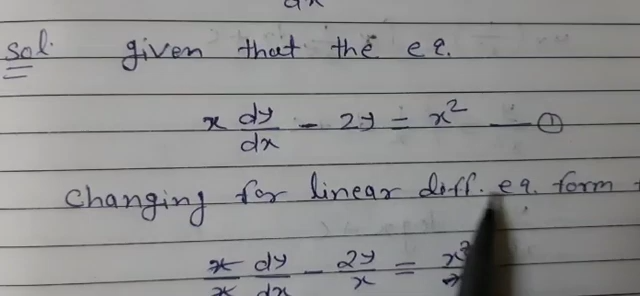 dx
Sol. given that the eq.
x dy/dx - 2y = x² — ①
Changing for linear diff. eq. form
x/x dy/dx - 2y/x = x²/x